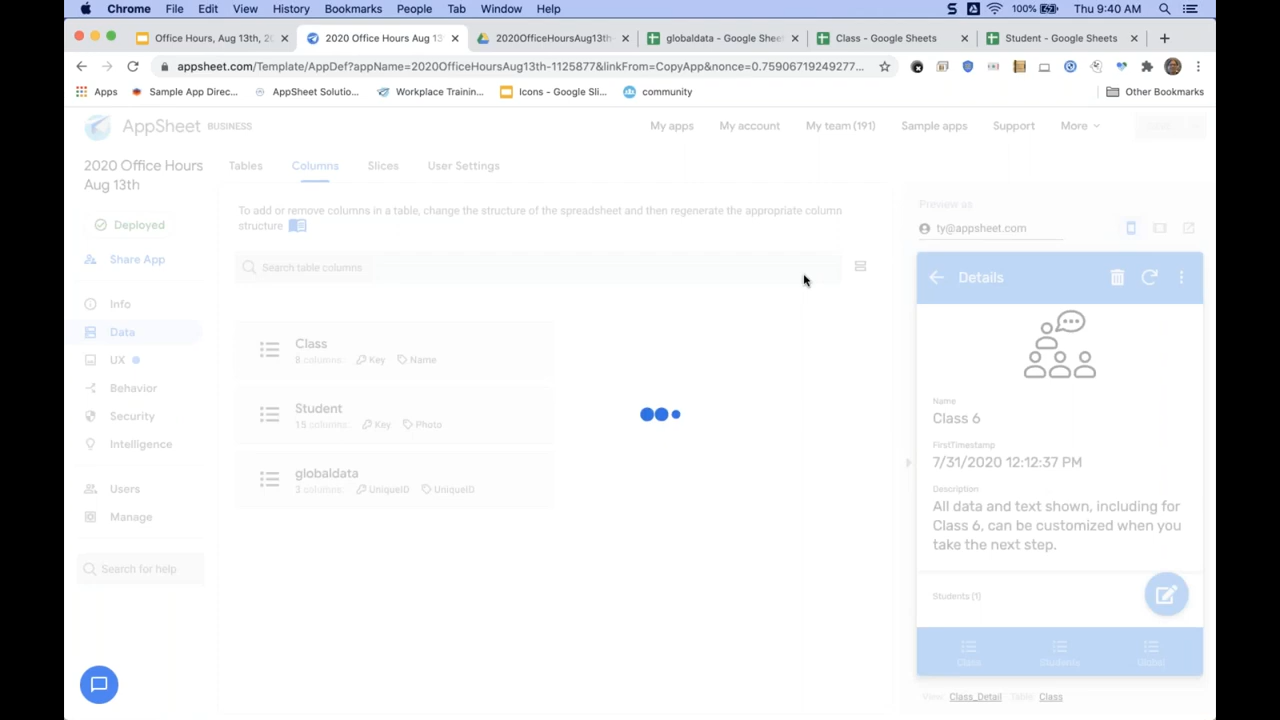 Chrome File Edit View History Bookmarks People Tab Window Help 100% Thu 9:40 AM
Office Hours, Aug 13th, 20 2020 Office Hours Aug 13 2020OfficeHoursAug13th- globaldata - Google Sheet Class - Google Sheets Student - Google Sheets
appsheet.com/Template/AppDef?appName=2020OfficeHoursAug13th-1125877&linkFrom=CopyApp&nonce=0.75906719249277...
Apps Sample App Direc... AppSheet Solutio... Workplace Trainin... Icons - Google Sli... community Other Bookmarks
AppSheet BUSINESS My apps My account My team (191) Sample apps Support More
2020 Office Hours
Aug 13th
Tables Columns Slices User Settings
Deployed
Share App
Info
Data
UX
Behavior
Security
Intelligence
Users
Manage
Search for help
To add or remove columns in a table, change the structure of the spreadsheet and then regenerate the appropriate column
structure
Search table columns
Class
8 columns: Key Name
Student
15 columns: Key Photo
globaldata
3 columns: UniqueID UniqueID
Preview as
ty@appsheet.com
Details
Name
Class 6
FirstTimestamp
7/31/2020 12:12:37 PM
Description
All data and text shown, including for
Class 6, can be customized when you
take the next step.
Students (1)
Class Students Global
View Class_Detail Table Class